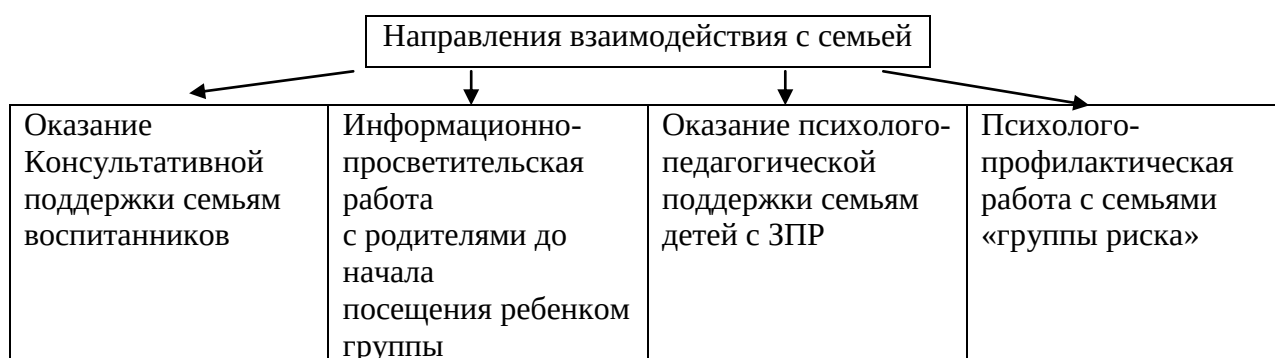 Направления взаимодействия с семьей
Оказание
Консультативной
поддержки семьям
воспитанников
Информационно-
просветительская
работа
с родителями до
начала
посещения ребенком
группы
Оказание психолого-
педагогической
поддержки семьям
детей с ЗПР
Психолого-
профилактическая
работа с семьями
«группы риска»